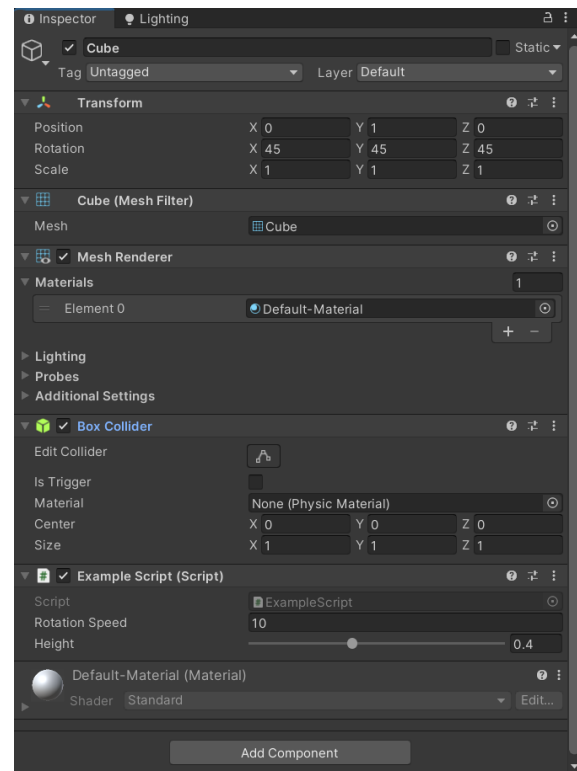 Inspector Lighting
Cube Static
Tag Untagged Layer Default
Transform
Position X 0 Y 1 Z 0
Rotation X 45 Y 45 Z 45
Scale X 1 Y 1 Z 1
Cube (Mesh Filter)
Mesh Cube
Mesh Renderer
Materials 1
Element 0 Default-Material
+ −
Lighting
Probes
Additional Settings
Box Collider
Edit Collider
Is Trigger
Material None (Physic Material)
Center X 0 Y 0 Z 0
Size X 1 Y 1 Z 1
# Example Script (Script)
Script # ExampleScript
Rotation Speed 10
Height 0.4
Default-Material (Material)
Shader Standard Edit...
Add Component